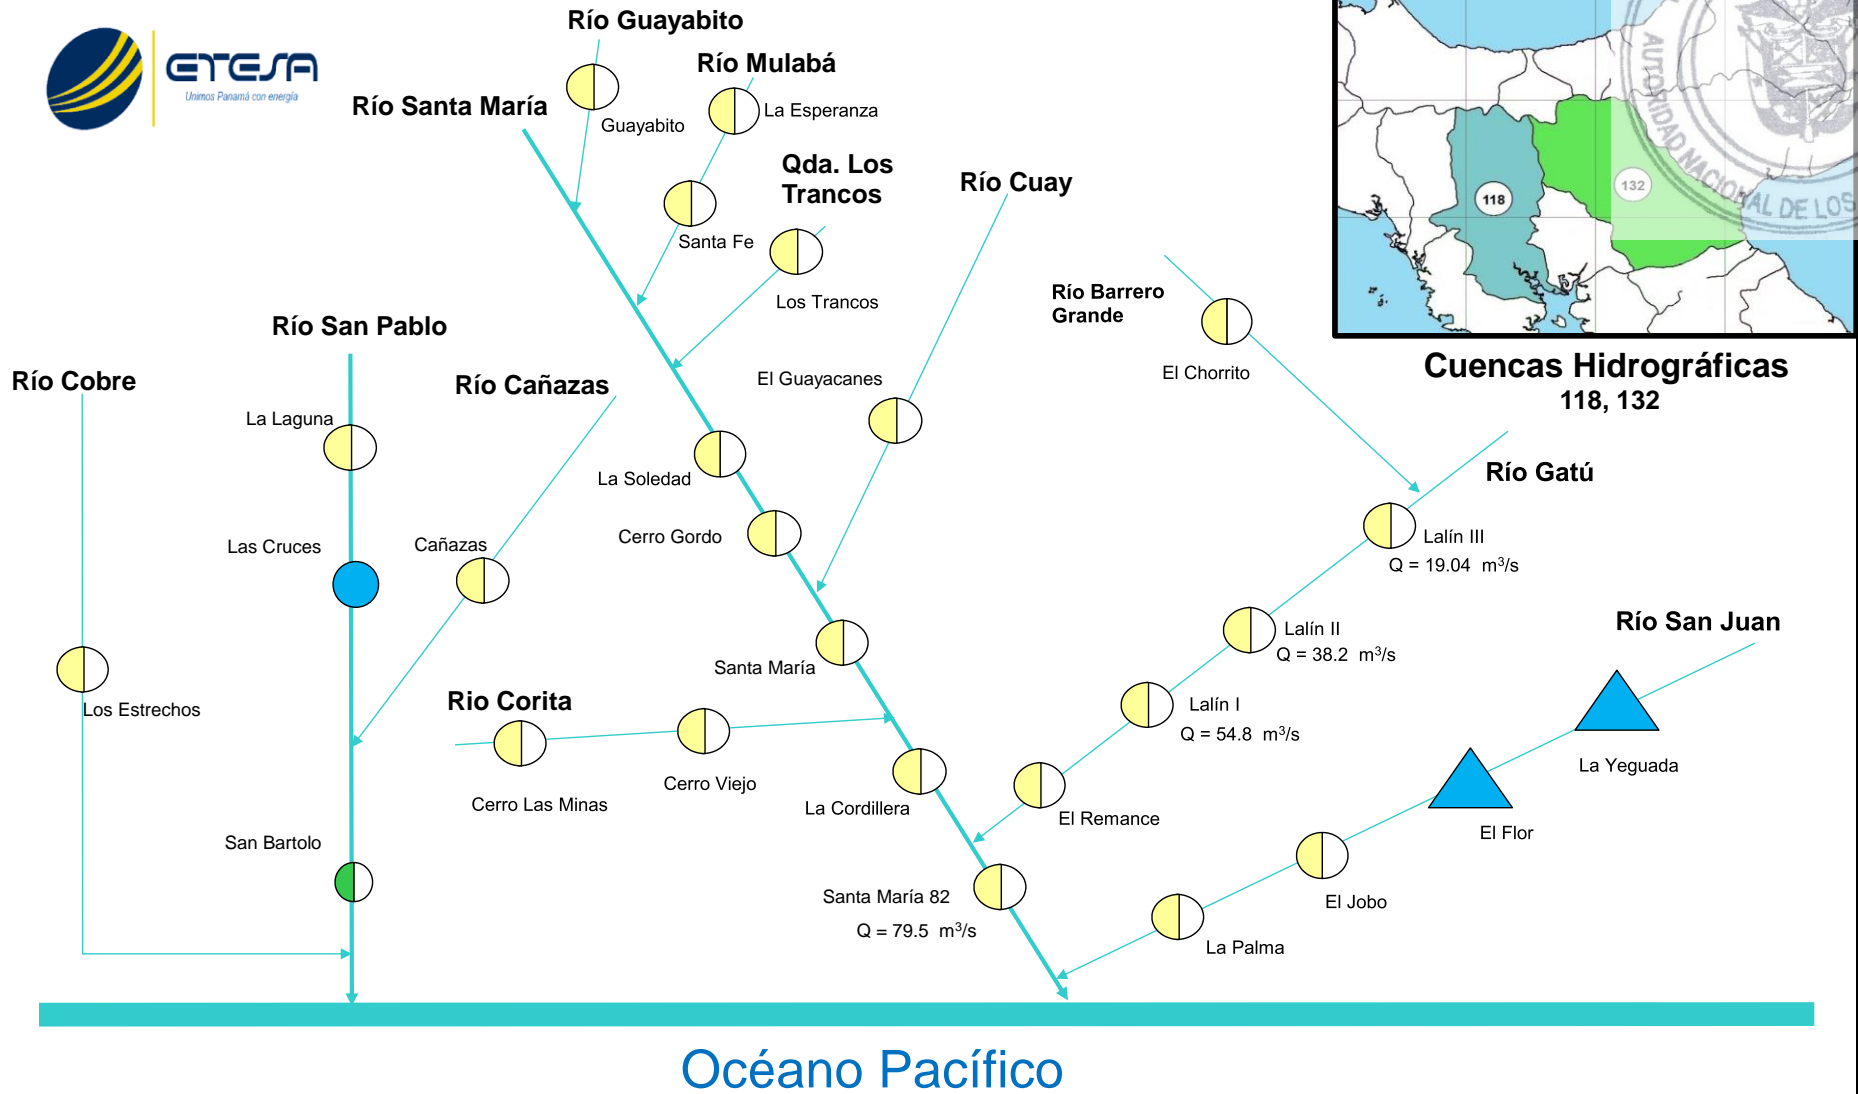 ETESA
Unimos Panamá con energía
Río Guayabito
Río Mulabá
Río Santa María
La Esperanza
Guayabito
Qda. Los
Trancos
Río Cuay
Santa Fe
Los Trancos
Río Barrero
Grande
El Chorrito
AUTORIDAD NACIONAL DE LOS
118
132
Cuencas Hidrográficas
118, 132
Río San Pablo
Río Cobre
Río Cañazas
El Guayacanes
La Laguna
La Soledad
Río Gatú
Cerro Gordo
Las Cruces
Cañazas
Lalín III
Q = 19.04 m³/s
Lalín II
Q = 38.2 m³/s
Río San Juan
Santa María
Los Estrechos
Rio Corita
Lalín I
Q = 54.8 m³/s
Cerro Las Minas
Cerro Viejo
La Cordillera
El Remance
La Yeguada
El Flor
San Bartolo
Santa María 82
Q = 79.5 m³/s
El Jobo
La Palma
Océano Pacífico